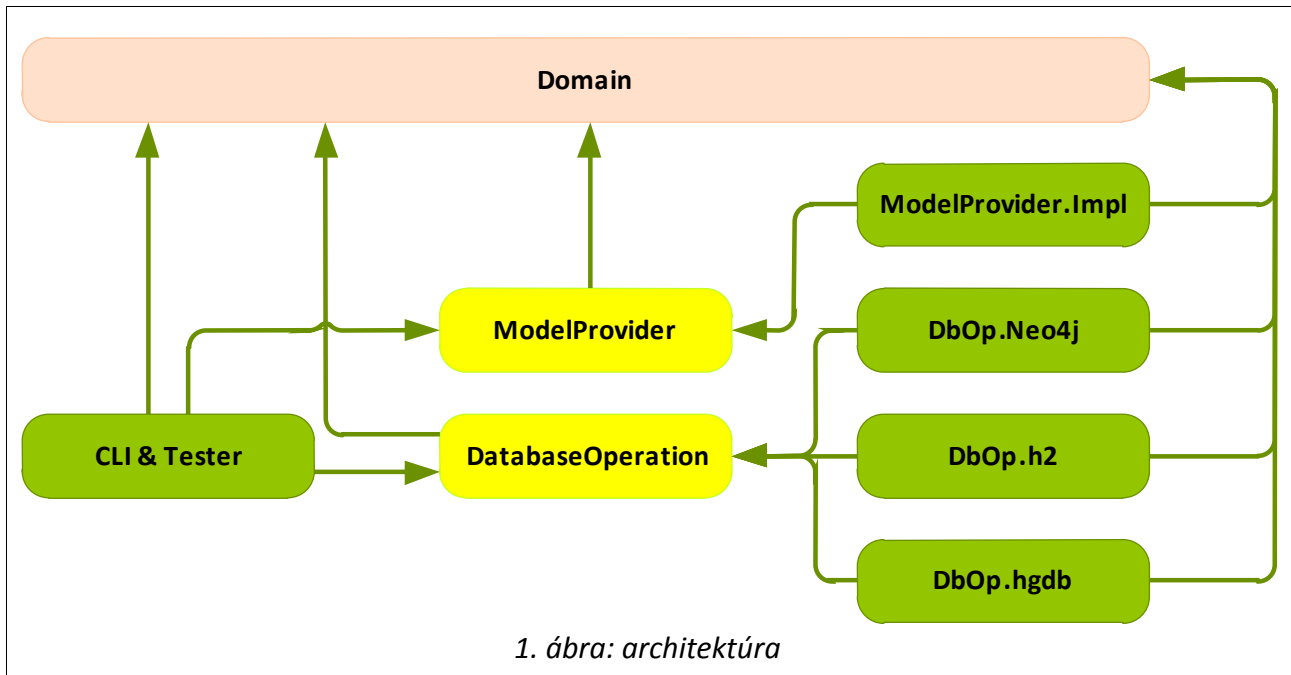 Domain
ModelProvider.Impl
ModelProvider
DbOp.Neo4j
CLI & Tester
DatabaseOperation
DbOp.h2
DbOp.hgdb
1. ábra: architektúra